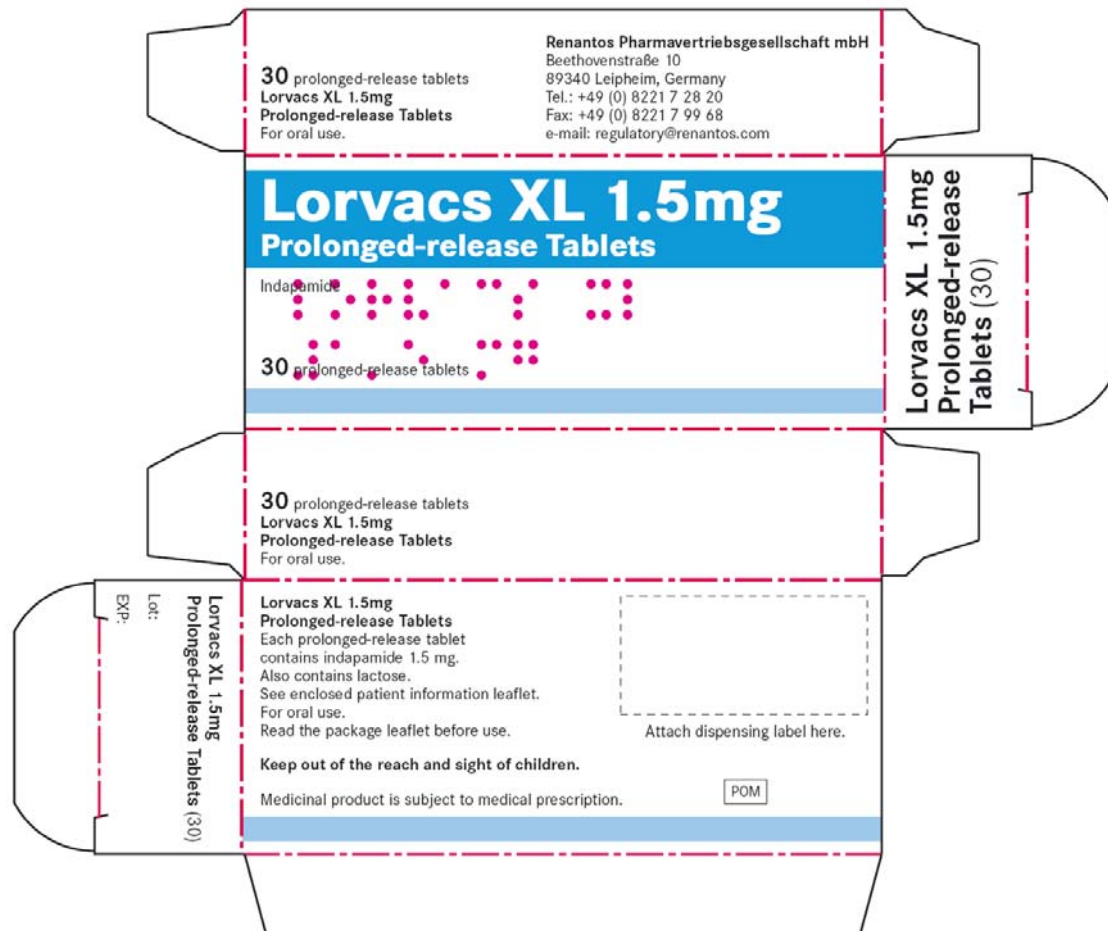 30 prolonged-release tablets
Lorvacs XL 1.5mg
Prolonged-release Tablets
For oral use.
Renantos Pharmavertriebsgesellschaft mbH
Beethovenstraße 10
89340 Leipheim, Germany
Tel.: +49 (0) 8221 7 28 20
Fax: +49 (0) 8221 7 99 68
e-mail: regulatory@renantos.com
Lorvacs XL 1.5mg
Prolonged-release Tablets
Indapamide
30 prolonged-release tablets
Lorvacs XL 1.5mg
Prolonged-release
Tablets (30)
30 prolonged-release tablets
Lorvacs XL 1.5mg
Prolonged-release Tablets
For oral use.
Lorvacs XL 1.5mg
Prolonged-release Tablets (30)
Lot:
EXP:
Lorvacs XL 1.5mg
Prolonged-release Tablets
Each prolonged-release tablet
contains indapamide 1.5 mg.
Also contains lactose.
See enclosed patient information leaflet.
For oral use.
Read the package leaflet before use.
Keep out of the reach and sight of children.
Medicinal product is subject to medical prescription.
Attach dispensing label here.
POM